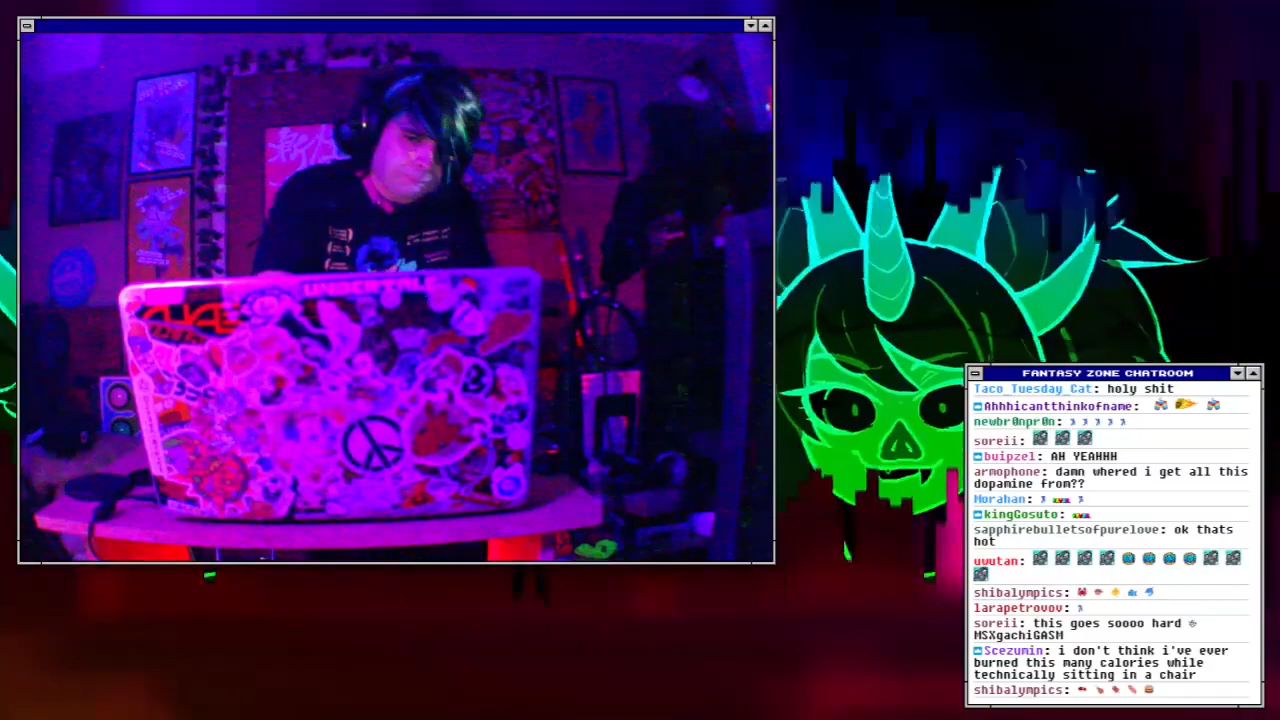 UNDERTALE
FANTASY ZONE CHATROOM
Taco_Tuesday_Cat: holy shit
Ahhhicantthinkofname:
newbr0npr0n:
soreii:
buipzel: AH YEAHHH
armophone: damn whered i get all this
dopamine from??
Morahan:
kingGosuto:
sapphirebulletsofpurelove: ok thats
hot
uwutan:
shibalympics:
larapetrovov:
soreii: this goes soooo hard
MSXgachiGASM
Scezumin: i don't think i've ever
burned this many calories while
technically sitting in a chair
shibalympics: